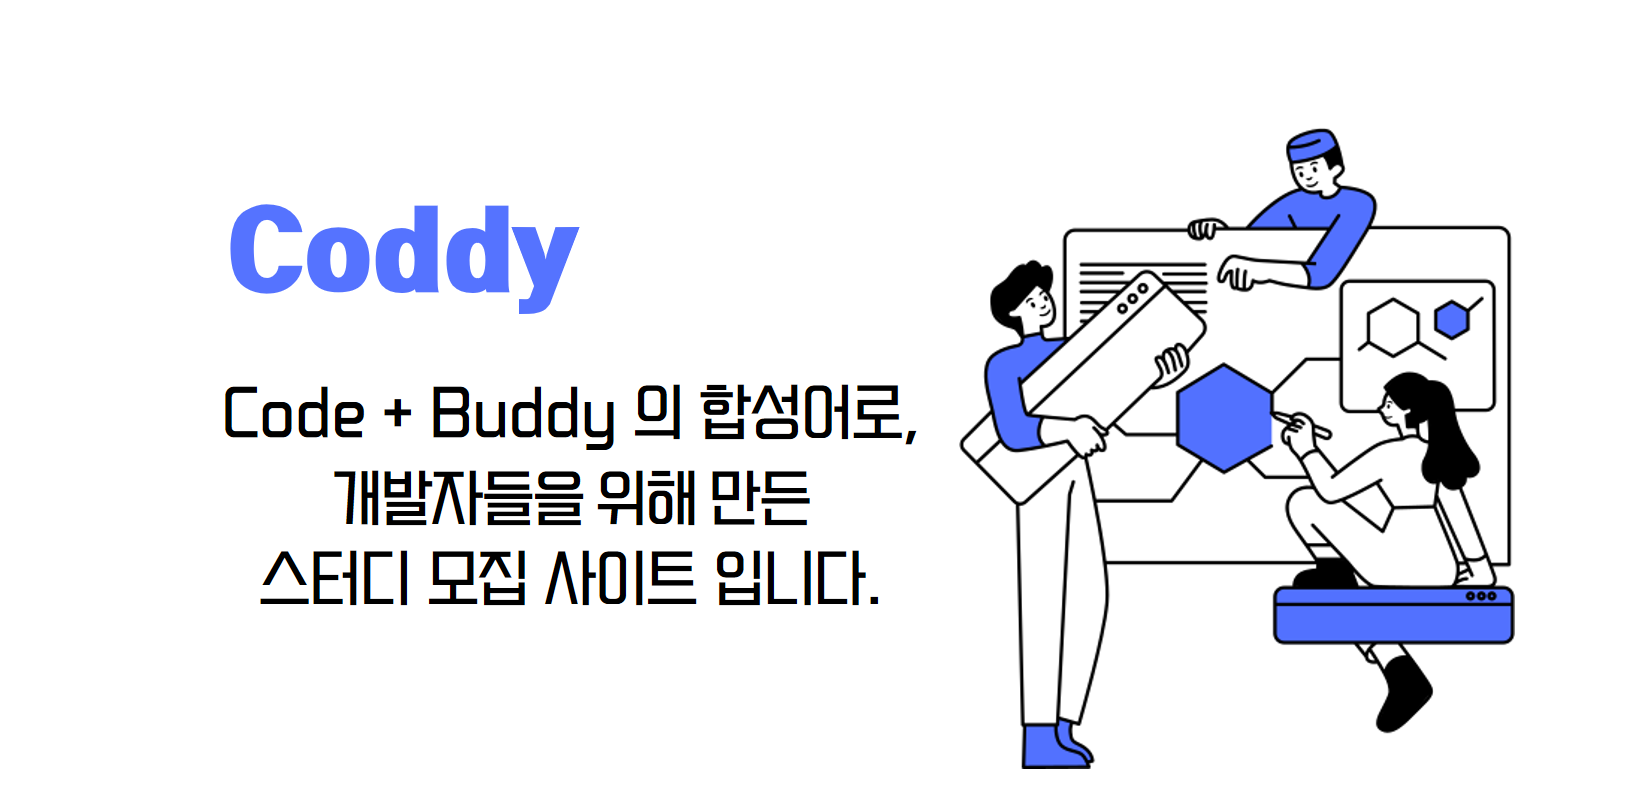 Coddy
Code + Buddy 의 합성어로,
개발자들을 위해 만든
스터디 모집 사이트 입니다.